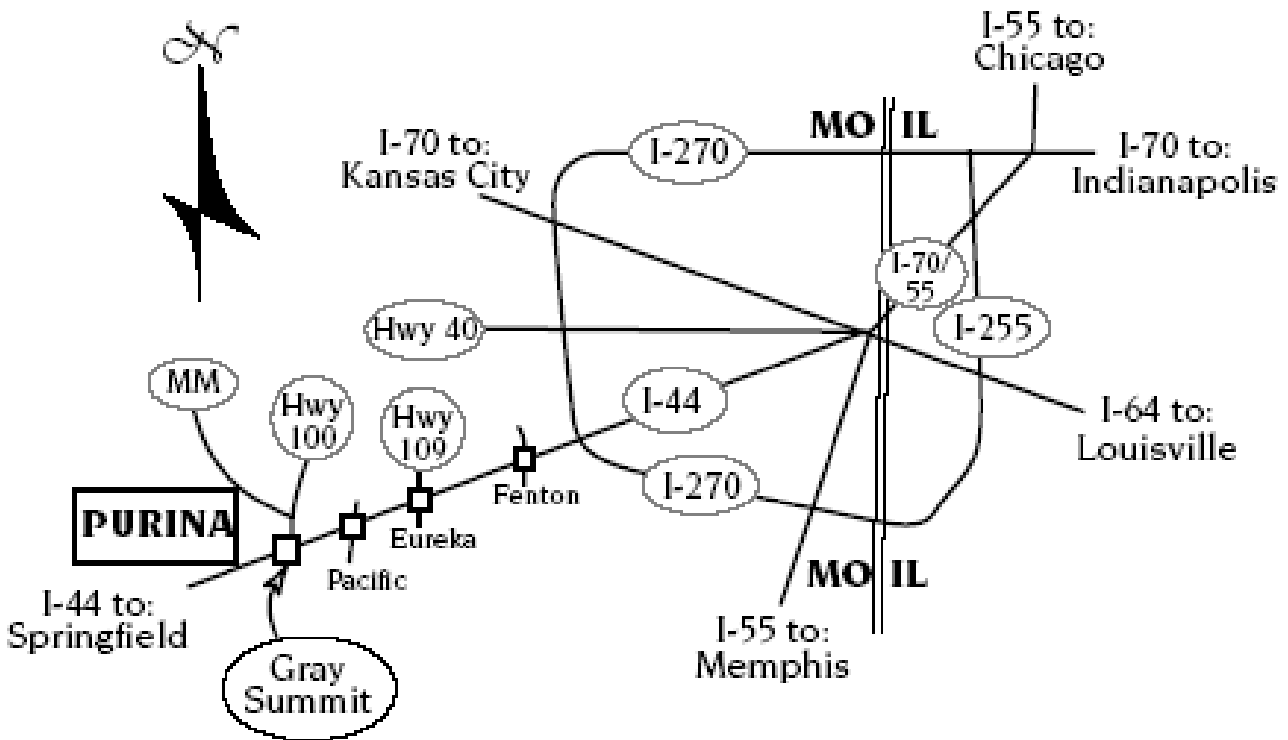 I-55 to:
Chicago
MO IL
I-70 to:
Kansas City
I-270
I-70 to:
Indianapolis
I-70/
55
Hwy 40
I-255
MM
Hwy
100
Hwy
109
I-44
I-64 to:
Louisville
Fenton
I-270
PURINA
Eureka
Pacific
MO IL
I-44 to:
Springfield
Gray
Summit
I-55 to:
Memphis